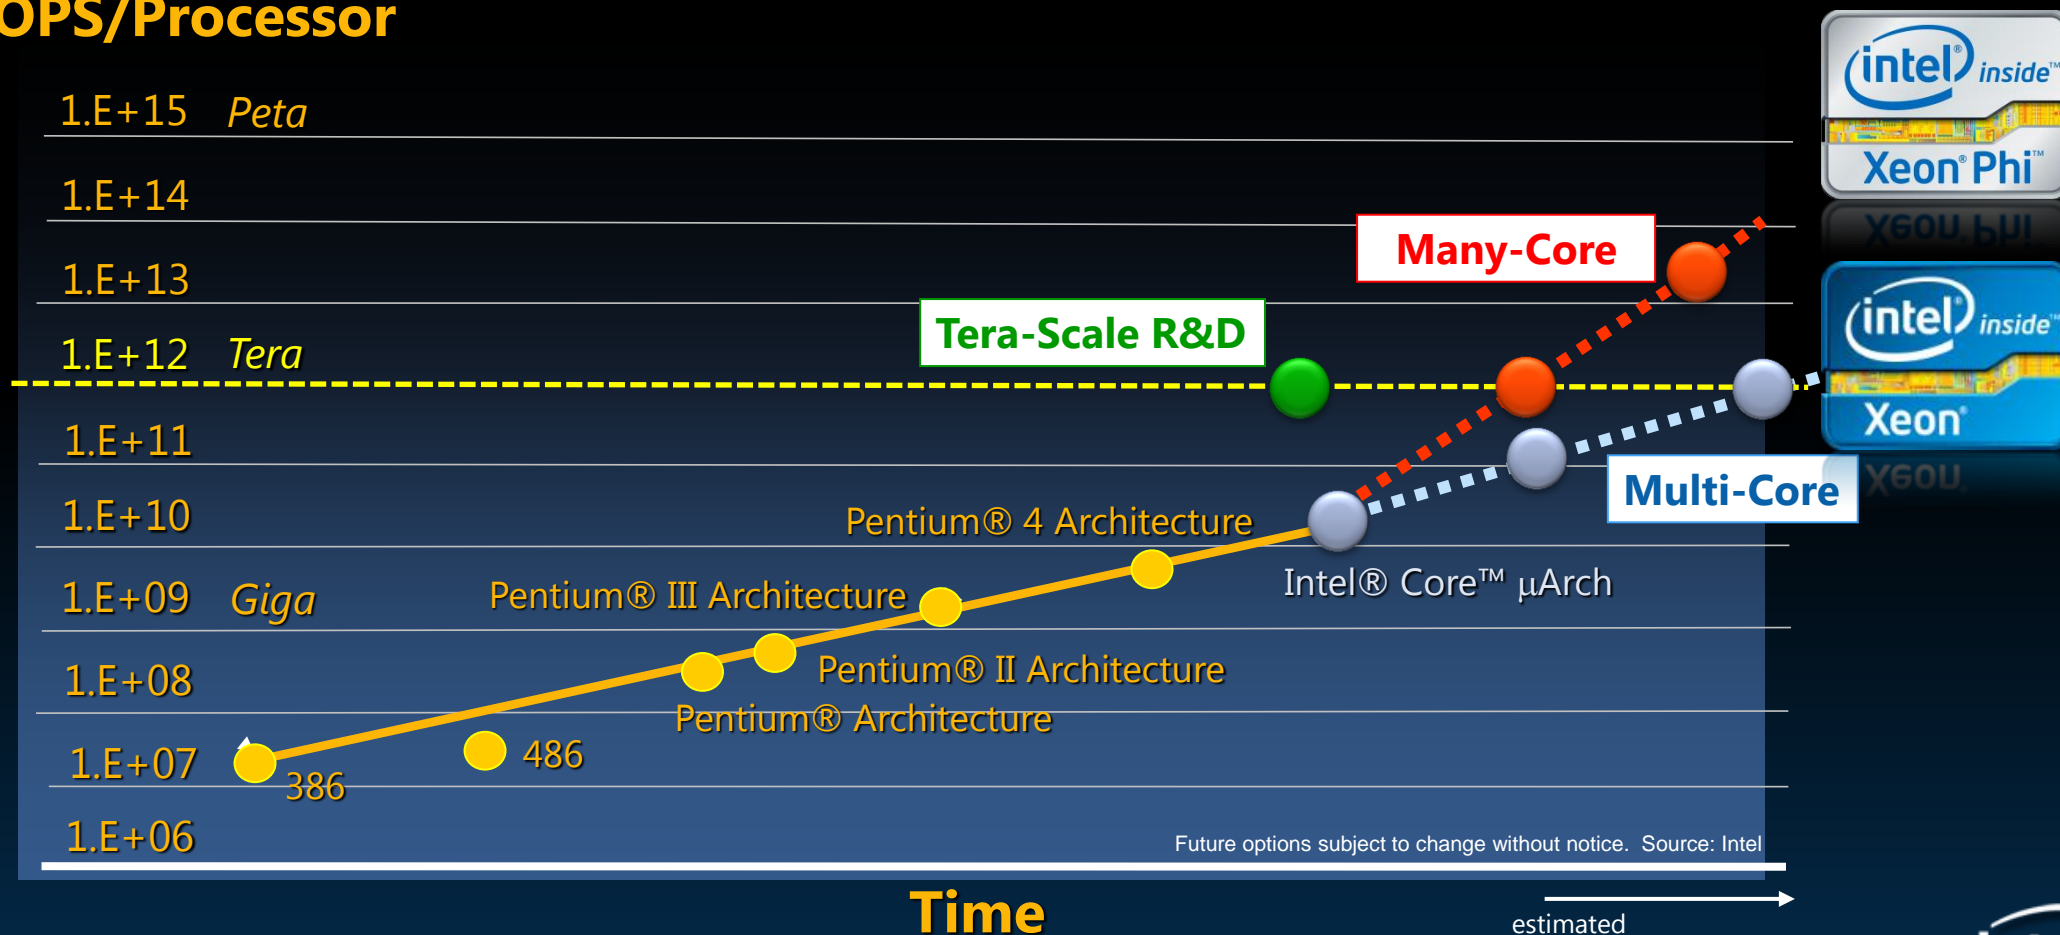 OPS/Processor
1.E+15 Peta
1.E+14
1.E+13
1.E+12 Tera
1.E+11
1.E+10
1.E+09 Giga
1.E+08
1.E+07
1.E+06
Many-Core
Tera-Scale R&D
Multi-Core
Pentium® 4 Architecture
Intel® Core™ µArch
Pentium® III Architecture
Pentium® II Architecture
Pentium® Architecture
486
386
Future options subject to change without notice. Source: Intel
Time
estimated
intel® inside™
Xeon® Phi™
intel® inside™
Xeon®